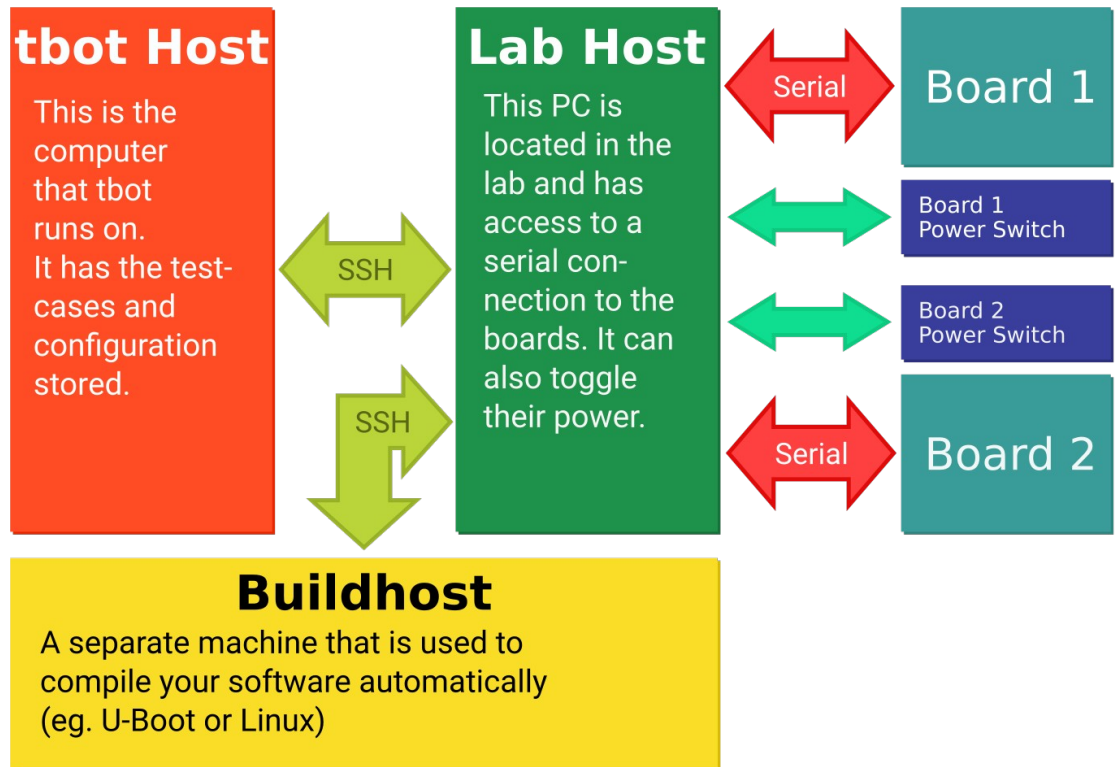 tbot Host
This is the
computer
that tbot
runs on.
It has the test-
cases and
configuration
stored.
SSH
SSH
Lab Host
This PC is
located in the
lab and has
access to a
serial con-
nection to the
boards. It can
also toggle
their power.
Serial
Board 1
Board 1
Power Switch
Board 2
Power Switch
Serial
Board 2
Buildhost
A separate machine that is used to
compile your software automatically
(eg. U-Boot or Linux)